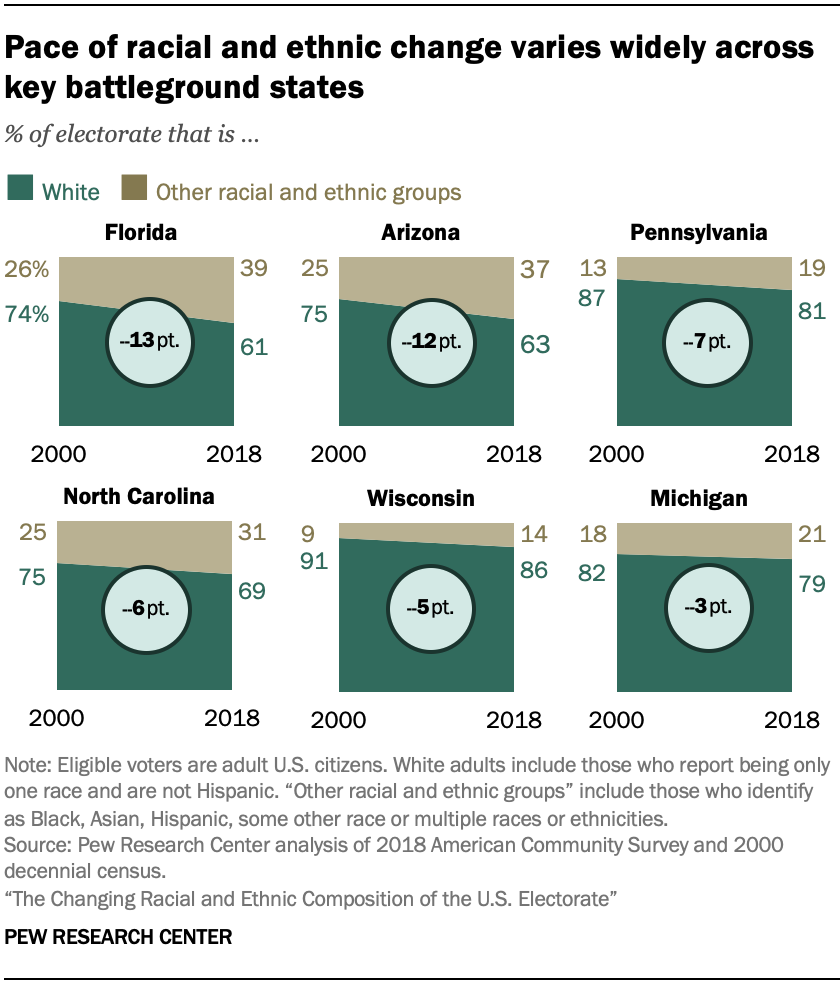 Pace of racial and ethnic change varies widely across
key battleground states
% of electorate that is ...
White Other racial and ethnic groups
Florida Arizona Pennsylvania
26% 39 25 37 13 19
74% 61 75 63 87 81
--13 pt. --12 pt. --7 pt.
2000 2018 2000 2018 2000 2018
North Carolina Wisconsin Michigan
25 31 9 14 18 21
75 69 91 86 82 79
--6 pt. --5 pt. --3 pt.
2000 2018 2000 2018 2000 2018
Note: Eligible voters are adult U.S. citizens. White adults include those who report being only
one race and are not Hispanic. “Other racial and ethnic groups” include those who identify
as Black, Asian, Hispanic, some other race or multiple races or ethnicities.
Source: Pew Research Center analysis of 2018 American Community Survey and 2000
decennial census.
“The Changing Racial and Ethnic Composition of the U.S. Electorate”
PEW RESEARCH CENTER